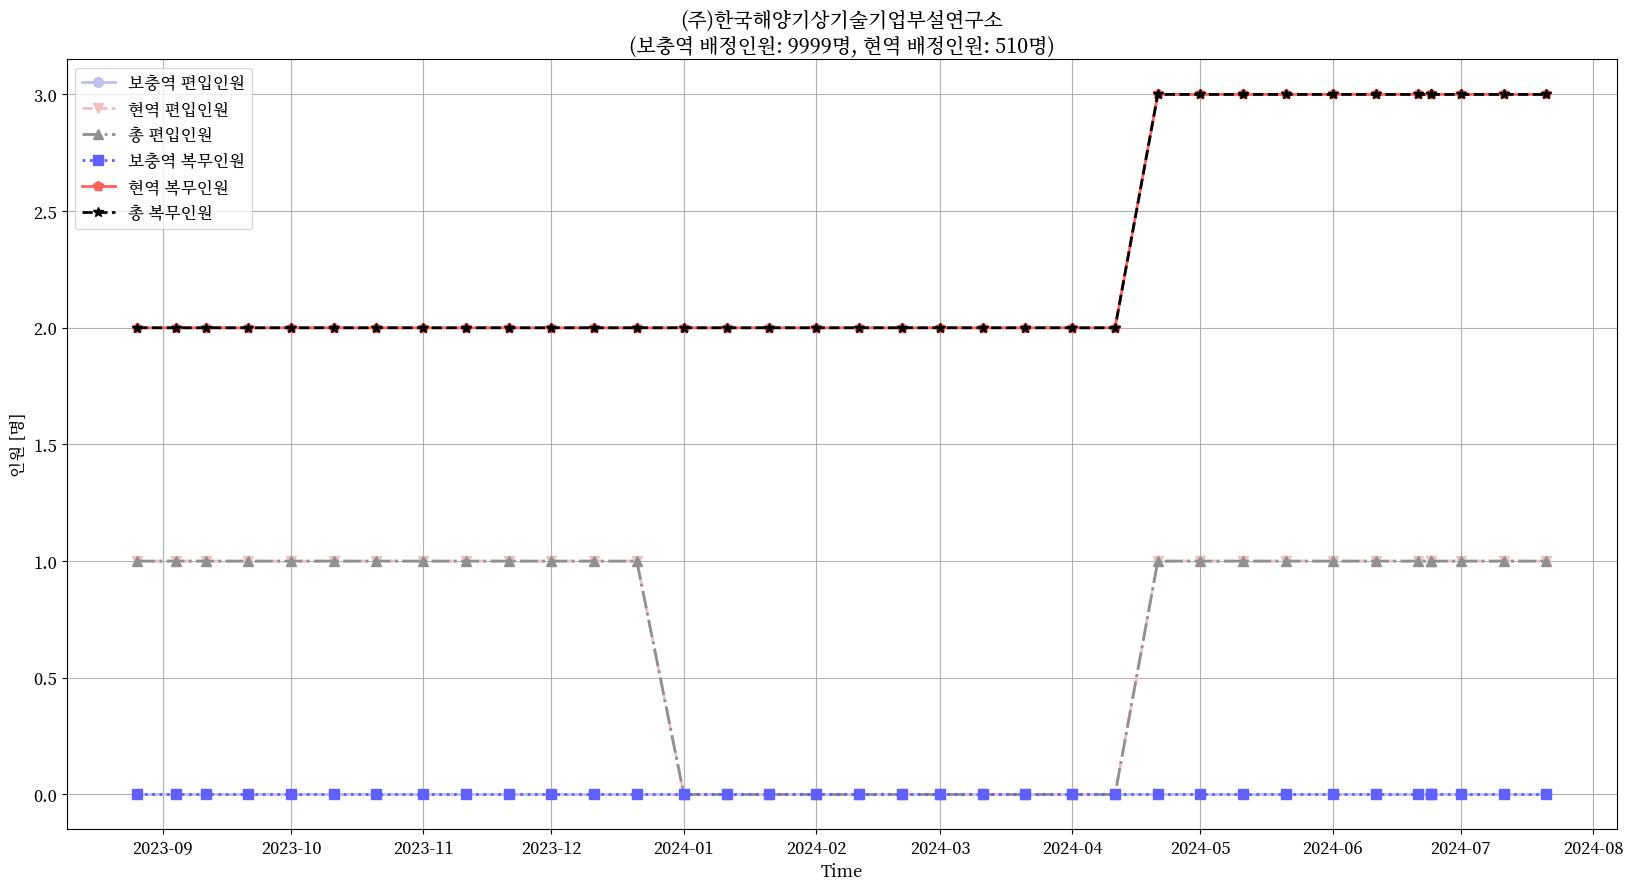 (주)한국해양기상기술기업부설연구소
(보충역 배정인원: 9999명, 현역 배정인원: 510명)
보충역 편입인원
현역 편입인원
총 편입인원
보충역 복무인원
현역 복무인원
총 복무인원
3.0
2.5
2.0
1.5
1.0
0.5
0.0
인원 [명]
2023-09 2023-10 2023-11 2023-12 2024-01 2024-02 2024-03 2024-04 2024-05 2024-06 2024-07 2024-08
Time